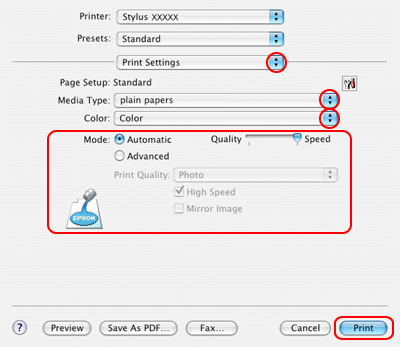 Printer: Stylus XXXXX
Presets: Standard
Print Settings
Page Setup: Standard
Media Type: plain papers
Color: Color
Mode: Automatic Quality Speed
Advanced
Print Quality: Photo
High Speed
Mirror Image
EPSON
? Preview Save As PDF... Fax... Cancel Print